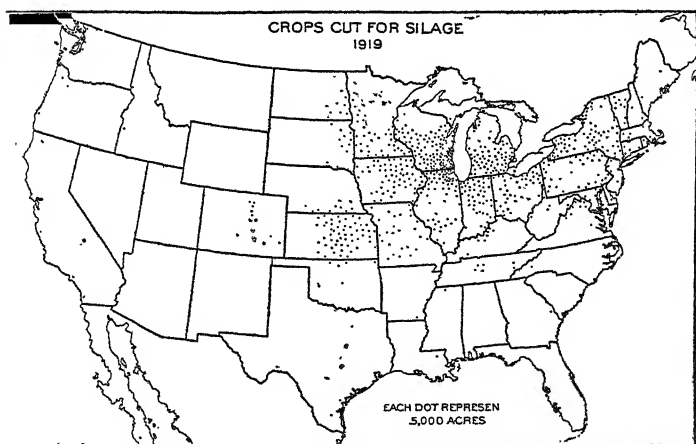 CROPS CUT FOR SILAGE
1919
EACH DOT REPRESEN
5,000 ACRES